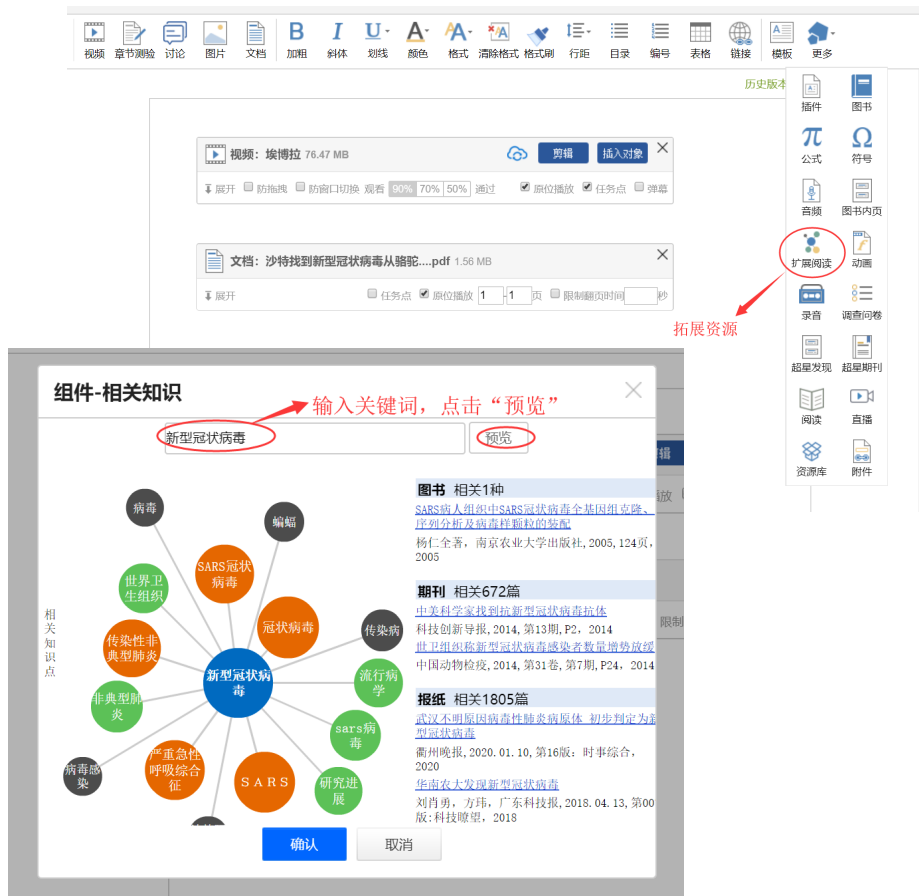 视频 章节测验 讨论 图片 文档 加粗 斜体 划线 颜色 格式 清除格式 格式刷 行距 目录 编号 表格 链接 模板 更多
历史版本
插件 图书
π Ω
公式 符号
音频 图书内页
扩展阅读 动画
录音 调查问卷
超星发现 超星期刊
阅读 直播
资源库 附件
视频：埃博拉 76.47 MB 剪辑 插入对象
展开 防拖拽 防窗口切换 观看 90% 70% 50% 通过 原位播放 任务点 弹幕
文档：沙特找到新型冠状病毒从骆驼....pdf 1.56 MB
展开 任务点 原位播放 1 - 1 页 限制翻页时间 秒
拓展资源
组件-相关知识
输入关键词，点击“预览”
新型冠状病毒 预览
相关知识点
病毒
蝙蝠
SARS冠状
病毒
世界卫
生组织
冠状病毒
传染病
传染性非
典型肺炎
新型冠状病
毒
流行病
学
非典型肺
炎
sars病
毒
严重急性
呼吸综合
征
病毒感
染
SARS
研究进
展
图书 相关1种
SARS病人组织中SARS冠状病毒全基因组克隆、
序列分析及病毒样颗粒的装配
杨仁全著，南京农业大学出版社,2005,124页,
2005
期刊 相关672篇
中美科学家找到抗新型冠状病毒抗体
科技创新导报,2014,第13期,P2，2014
世卫组织称新型冠状病毒感染者数量增势放缓
中国动物检疫,2014,第31卷,第7期,P24，2014
报纸 相关1805篇
武汉不明原因病毒性肺炎病原体 初步判定为新
型冠状病毒
衢州晚报,2020.01.10,第16版：时事综合，
2020
华南农大发现新型冠状病毒
刘肖勇，方玮，广东科技报,2018.04.13,第00
版:科技瞭望，2018
确认 取消
辑
放
限制